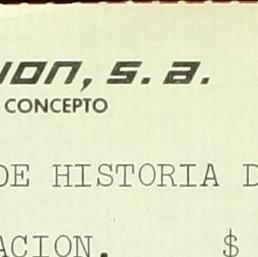 ion, s. a.
CONCEPTO
DE HISTORIA D
ACION. $